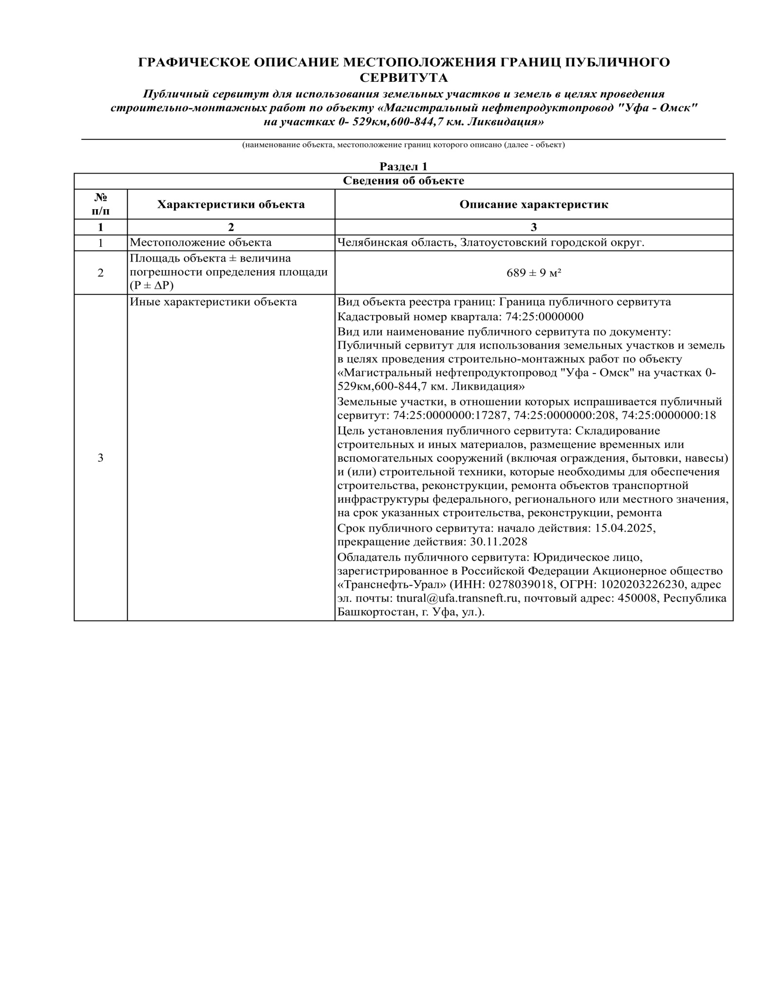 ГРАФИЧЕСКОЕ ОПИСАНИЕ МЕСТОПОЛОЖЕНИЯ ГРАНИЦ ПУБЛИЧНОГО
СЕРВИТУТА
Публичный сервитут для использования земельных участков и земель в целях проведения
строительно-монтажных работ по объекту «Магистральный нефтепродуктопровод "Уфа - Омск"
на участках 0- 529км,600-844,7 км. Ликвидация»
(наименование объекта, местоположение границ которого описано (далее - объект)
Раздел 1
Сведения об объекте
№
п/п
Характеристики объекта
Описание характеристик
1
2
3
1
Местоположение объекта
Челябинская область, Златоустовский городской округ.
2
Площадь объекта ± величина
погрешности определения площади
(P ± ∆P)
689 ± 9 м²
3
Иные характеристики объекта
Вид объекта реестра границ: Граница публичного сервитута
Кадастровый номер квартала: 74:25:0000000
Вид или наименование публичного сервитута по документу:
Публичный сервитут для использования земельных участков и земель
в целях проведения строительно-монтажных работ по объекту
«Магистральный нефтепродуктопровод "Уфа - Омск" на участках 0-
529км,600-844,7 км. Ликвидация»
Земельные участки, в отношении которых испрашивается публичный
сервитут: 74:25:0000000:17287, 74:25:0000000:208, 74:25:0000000:18
Цель установления публичного сервитута: Складирование
строительных и иных материалов, размещение временных или
вспомогательных сооружений (включая ограждения, бытовки, навесы)
и (или) строительной техники, которые необходимы для обеспечения
строительства, реконструкции, ремонта объектов транспортной
инфраструктуры федерального, регионального или местного значения,
на срок указанных строительства, реконструкции, ремонта
Срок публичного сервитута: начало действия: 15.04.2025,
прекращение действия: 30.11.2028
Обладатель публичного сервитута: Юридическое лицо,
зарегистрированное в Российской Федерации Акционерное общество
«Транснефть-Урал» (ИНН: 0278039018, ОГРН: 1020203226230, адрес
эл. почты: tnural@ufa.transneft.ru, почтовый адрес: 450008, Республика
Башкортостан, г. Уфа, ул.).